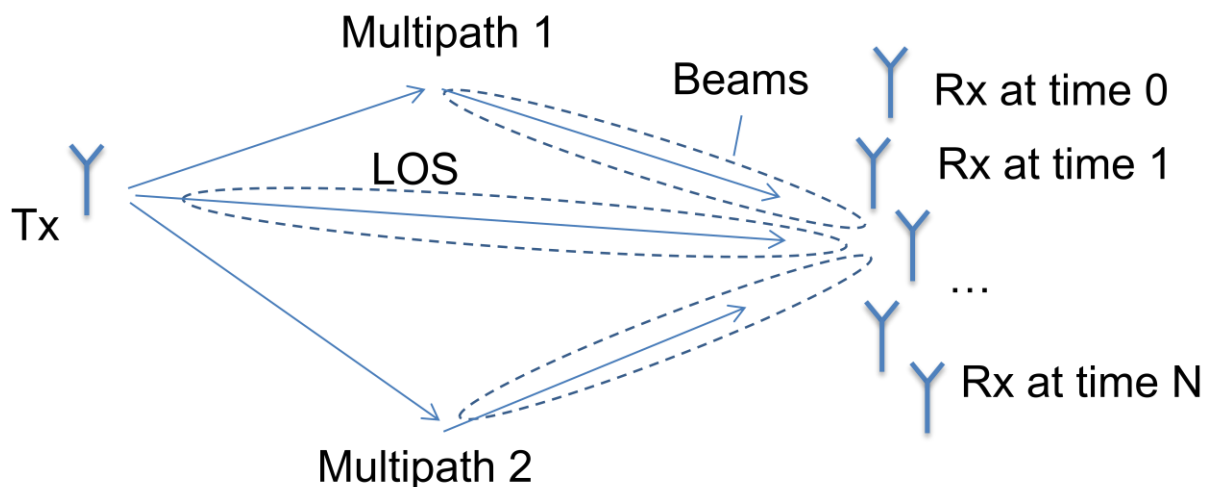 Multipath 1
Beams
Rx at time 0
LOS
Rx at time 1
Tx
…
Rx at time N
Multipath 2